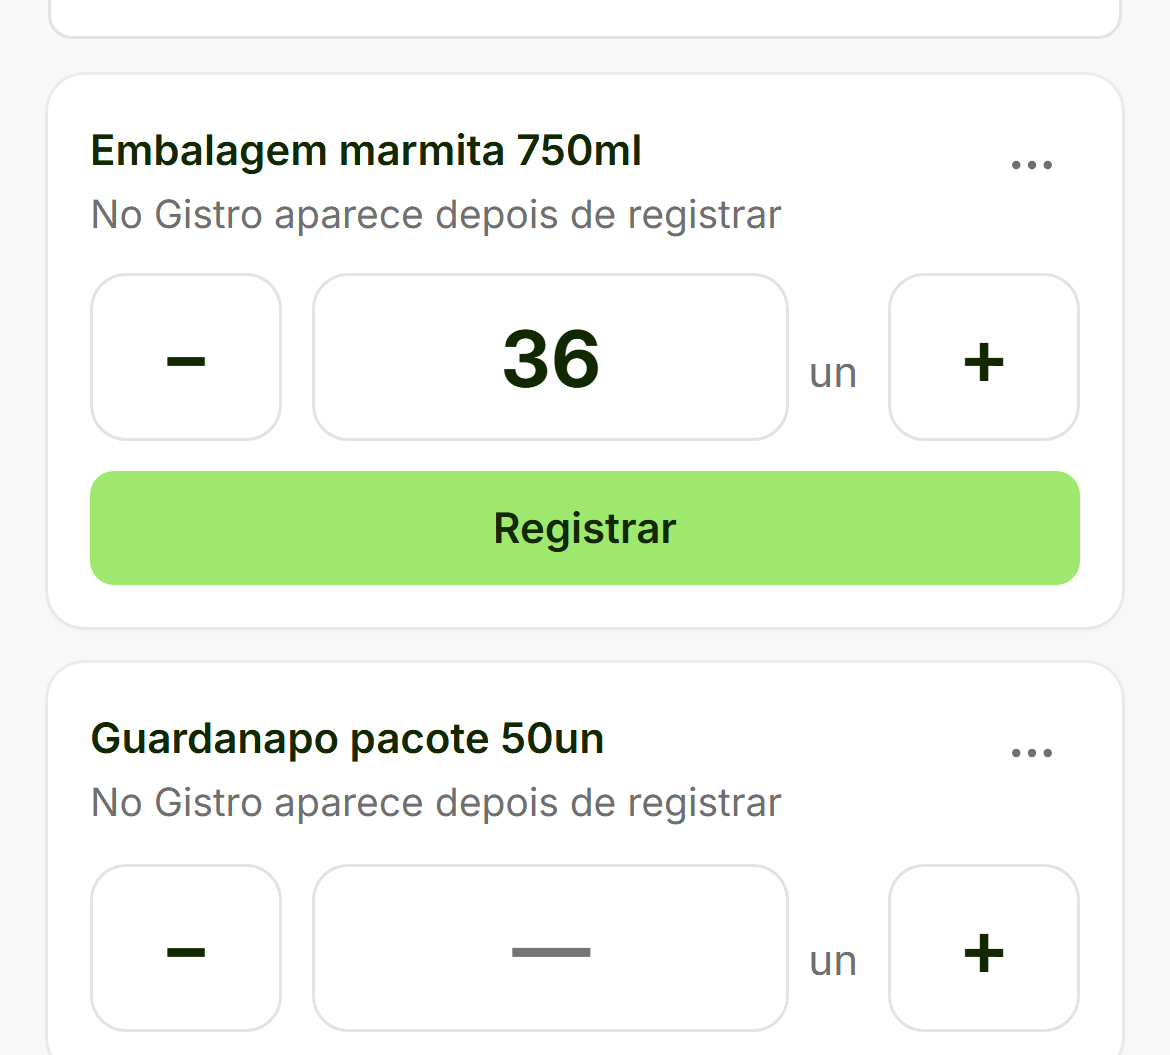 Embalagem marmita 750ml
...
No Gistro aparece depois de registrar
− 36 un +
Registrar
Guardanapo pacote 50un
...
No Gistro aparece depois de registrar
− — un +